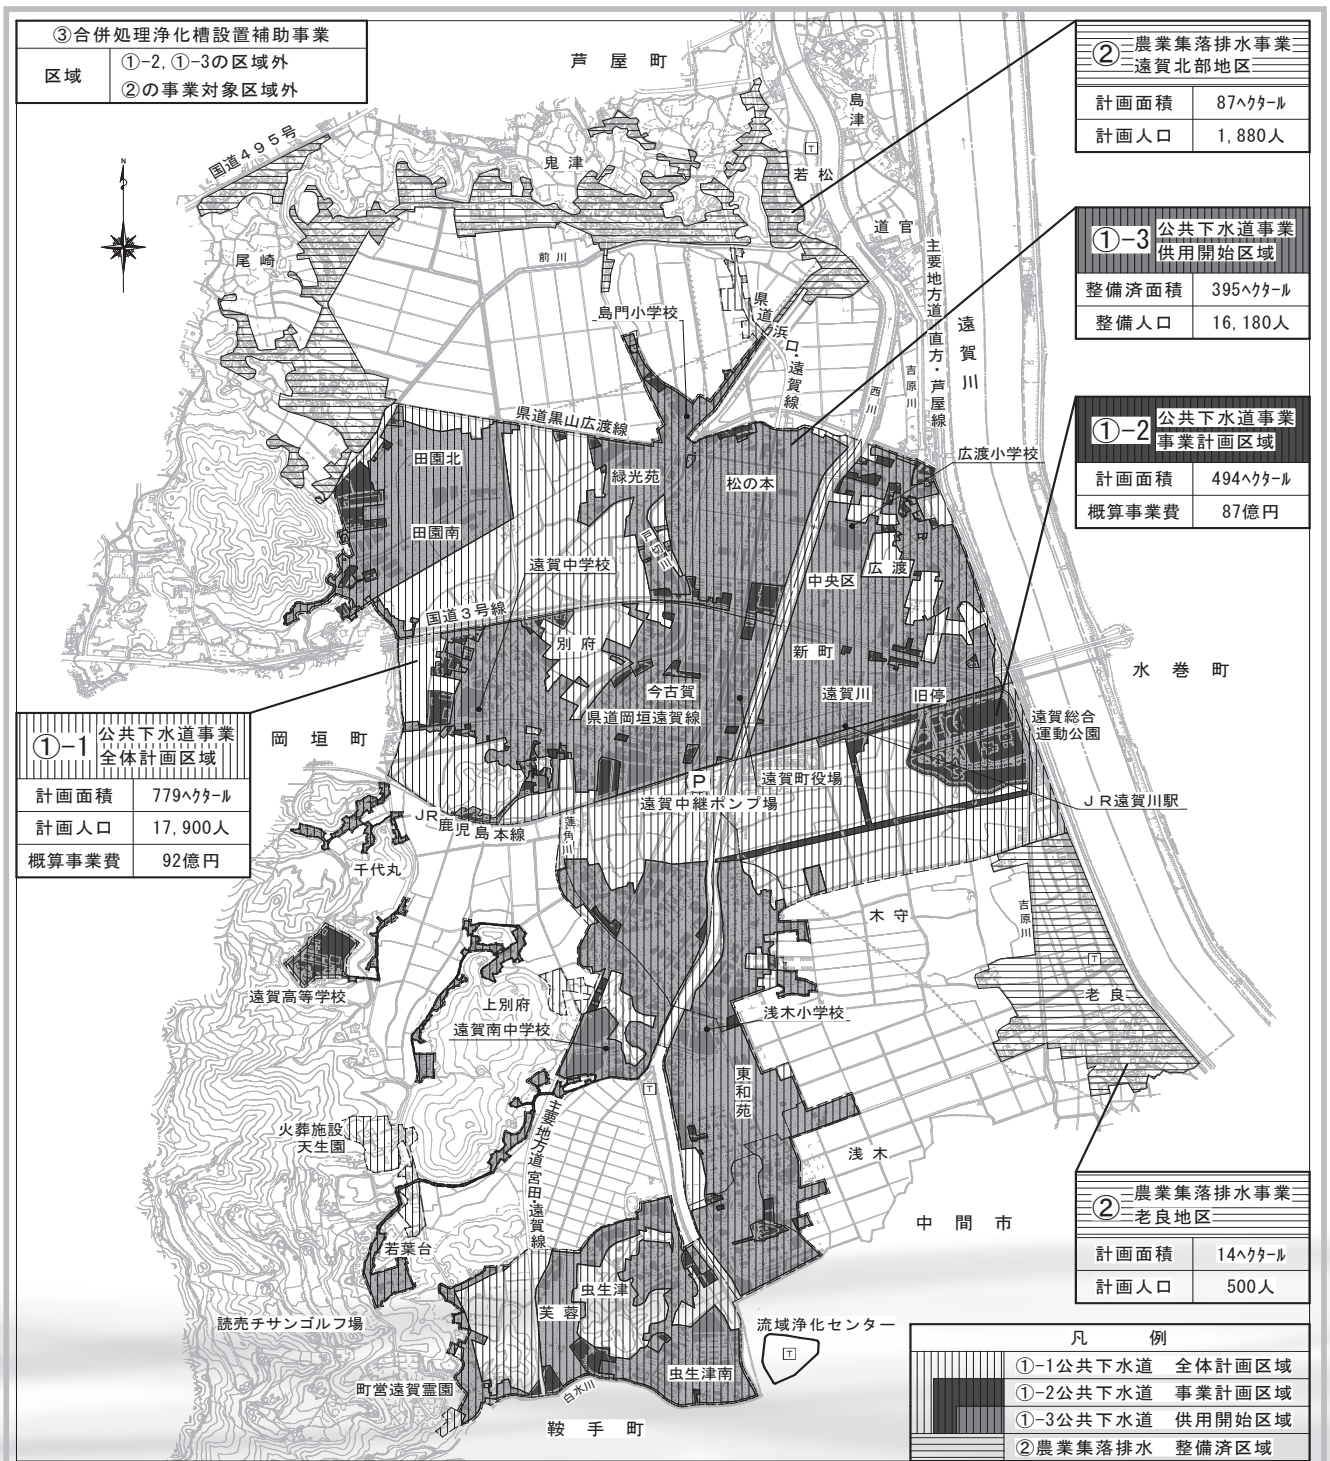 ③合併処理浄化槽設置補助事業
区域
①-2,①-3の区域外
②の事業対象区域外
②
農業集落排水事業
遠賀北部地区
計画面積 87ヘクタール
計画人口 1,880人
①-3
公共下水道事業
供用開始区域
整備済面積 395ヘクタール
整備人口 16,180人
①-2
公共下水道事業
事業計画区域
計画面積 494ヘクタール
概算事業費 87億円
①-1
公共下水道事業
全体計画区域
計画面積 779ヘクタール
計画人口 17,900人
概算事業費 92億円
②
農業集落排水事業
老良地区
計画面積 14ヘクタール
計画人口 500人
凡例
①-1公共下水道 全体計画区域
①-2公共下水道 事業計画区域
①-3公共下水道 供用開始区域
②農業集落排水 整備済区域
N
芦屋町
島津
国道495号
鬼津
T
若松
道官
尾崎
前川
主要地方道直方・芦屋線
島門小学校
県道浜口・遠賀線
遠賀川
吉原川
西川
県道黒山広渡線
広渡小学校
田園北
緑光苑
松の本
田園南
戸切川
遠賀中学校
中央区
広渡
国道3号線
別府
新町
水巻町
今古賀
遠賀川
旧停
県道岡垣遠賀線
遠賀総合
運動公園
岡垣町
P
遠賀町役場
遠賀中継ポンプ場
JR遠賀川駅
JR鹿児島本線
千代丸
木守
吉原川
T
遠賀高等学校
上別府
老良
遠賀南中学校
浅木小学校
T
東和苑
主要地方道宮田・遠賀線
火葬施設
天生園
浅木
中間市
若葉台
虫生津
芙蓉
読売チサンゴルフ場
流域浄化センター
T
虫生津南
町営遠賀霊園
白水川
鞍手町